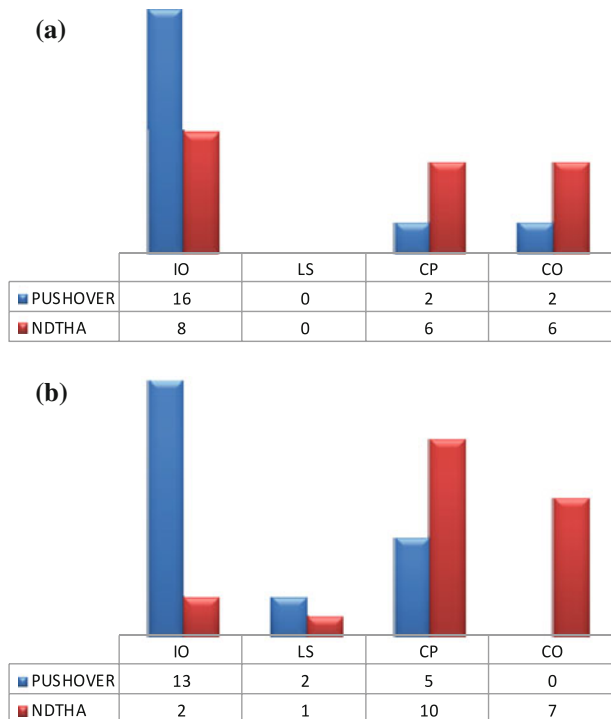 (a)
IO LS CP CO
PUSHOVER 16 0 2 2
NDTHA 8 0 6 6
(b)
IO LS CP CO
PUSHOVER 13 2 5 0
NDTHA 2 1 10 7